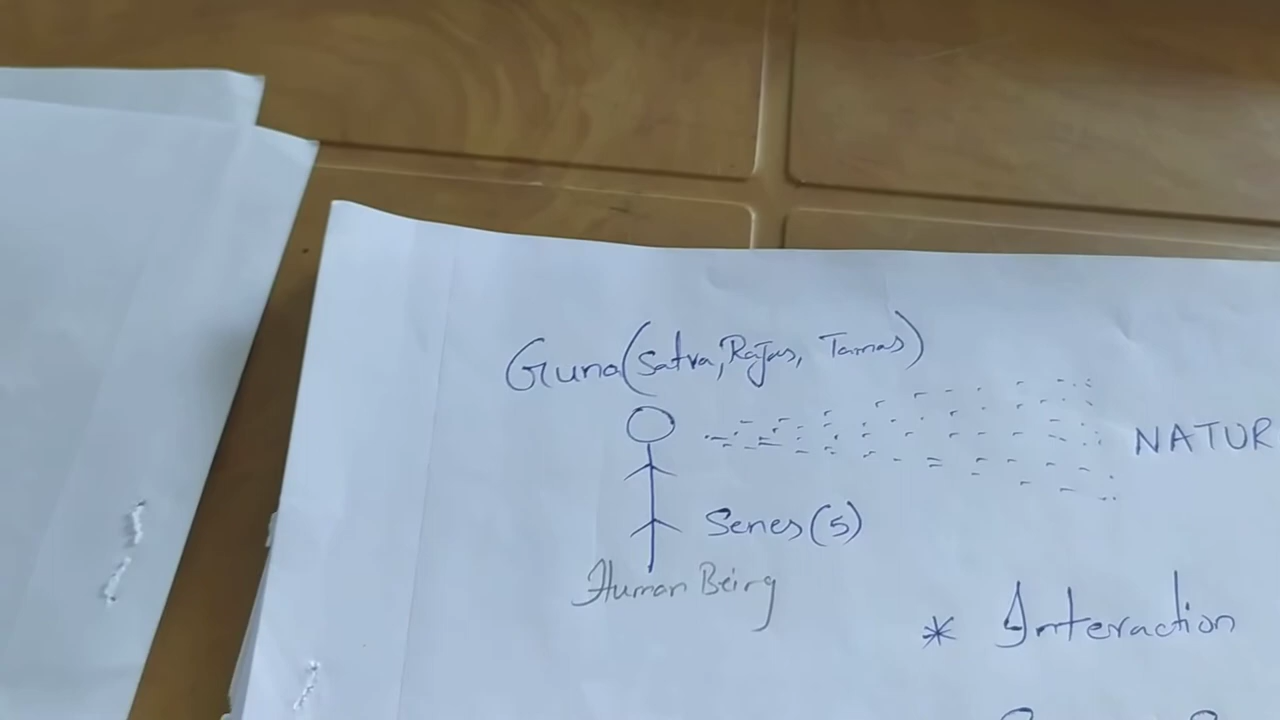 Guna(Satva,Rajas, Tamas)
NATUR
Senes(5)
Human Being
* Interaction